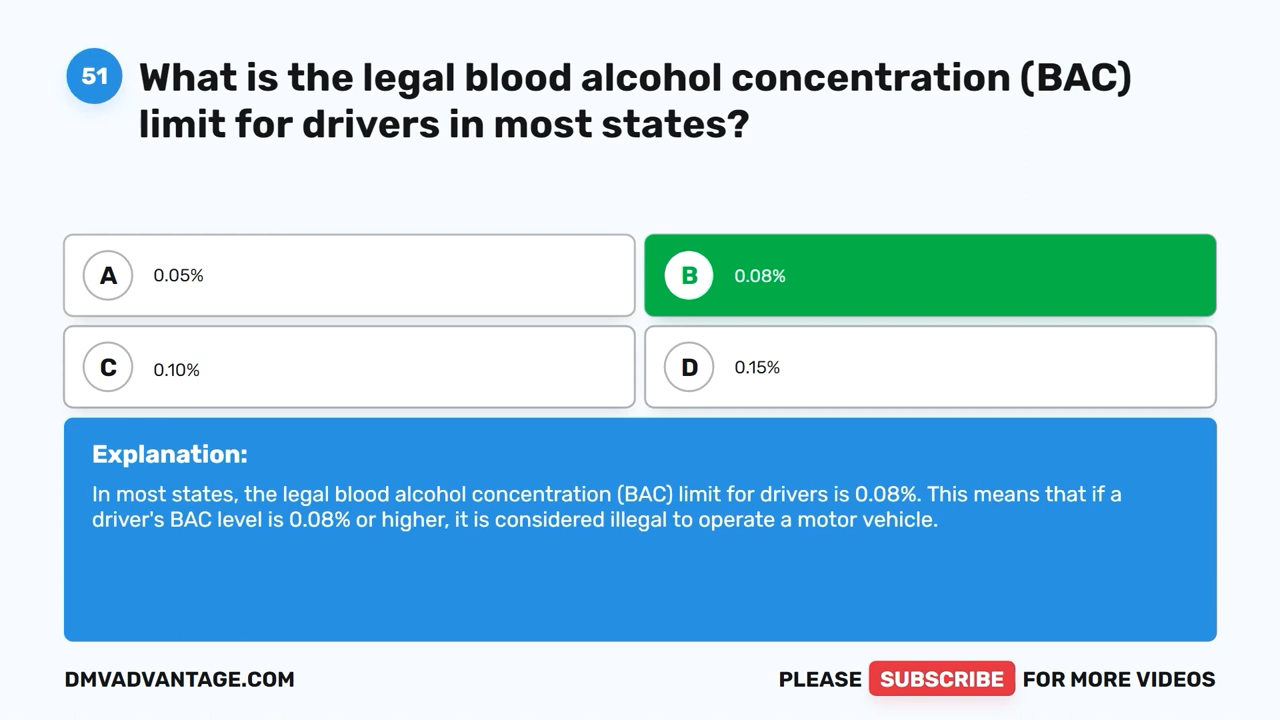 51
What is the legal blood alcohol concentration (BAC)
limit for drivers in most states?
A 0.05%
B 0.08%
C 0.10%
D 0.15%
Explanation:
In most states, the legal blood alcohol concentration (BAC) limit for drivers is 0.08%. This means that if a
driver's BAC level is 0.08% or higher, it is considered illegal to operate a motor vehicle.
DMVADVANTAGE.COM
PLEASE SUBSCRIBE FOR MORE VIDEOS